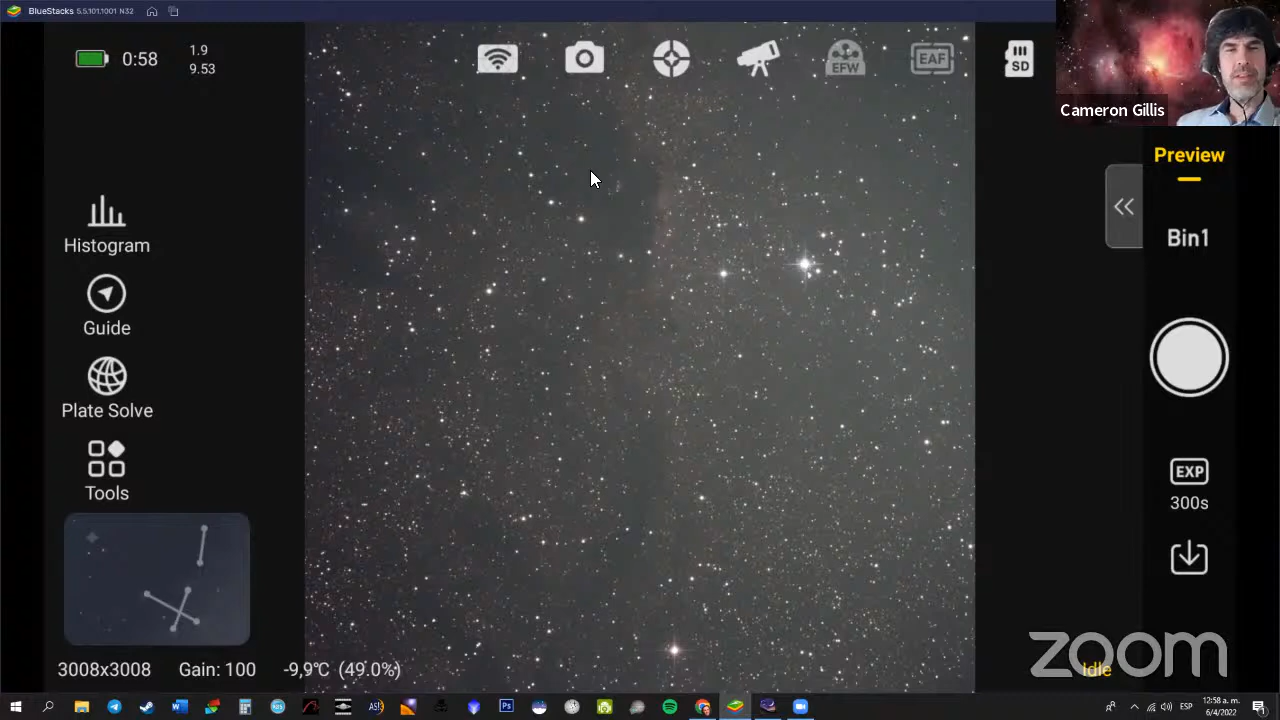 BlueStacks 5.5.101.1001 N32
0:58
1.9
9.53
EFW
EAF
SD
Cameron Gillis
Preview
Bin1
Histogram
Guide
Plate Solve
Tools
EXP
300s
3008x3008 Gain: 100 -9,9°C (49.0%)
Idle
zoom
ESP
12:58 a. m.
6/4/2022